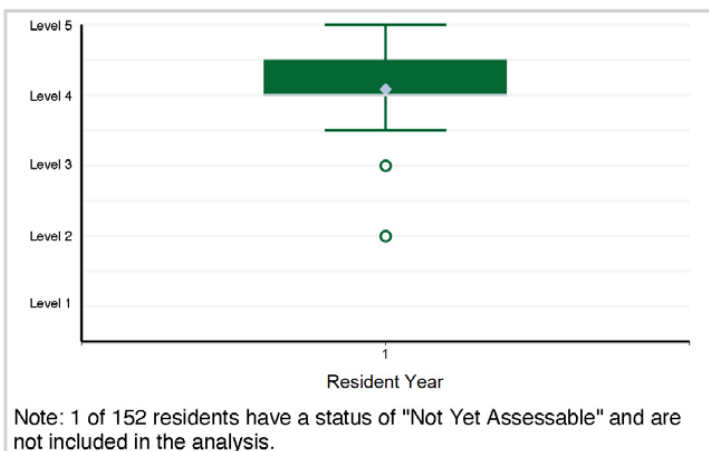 Level 5
Level 4
Level 3
Level 2
Level 1
1
Resident Year
Note: 1 of 152 residents have a status of "Not Yet Assessable" and are
not included in the analysis.